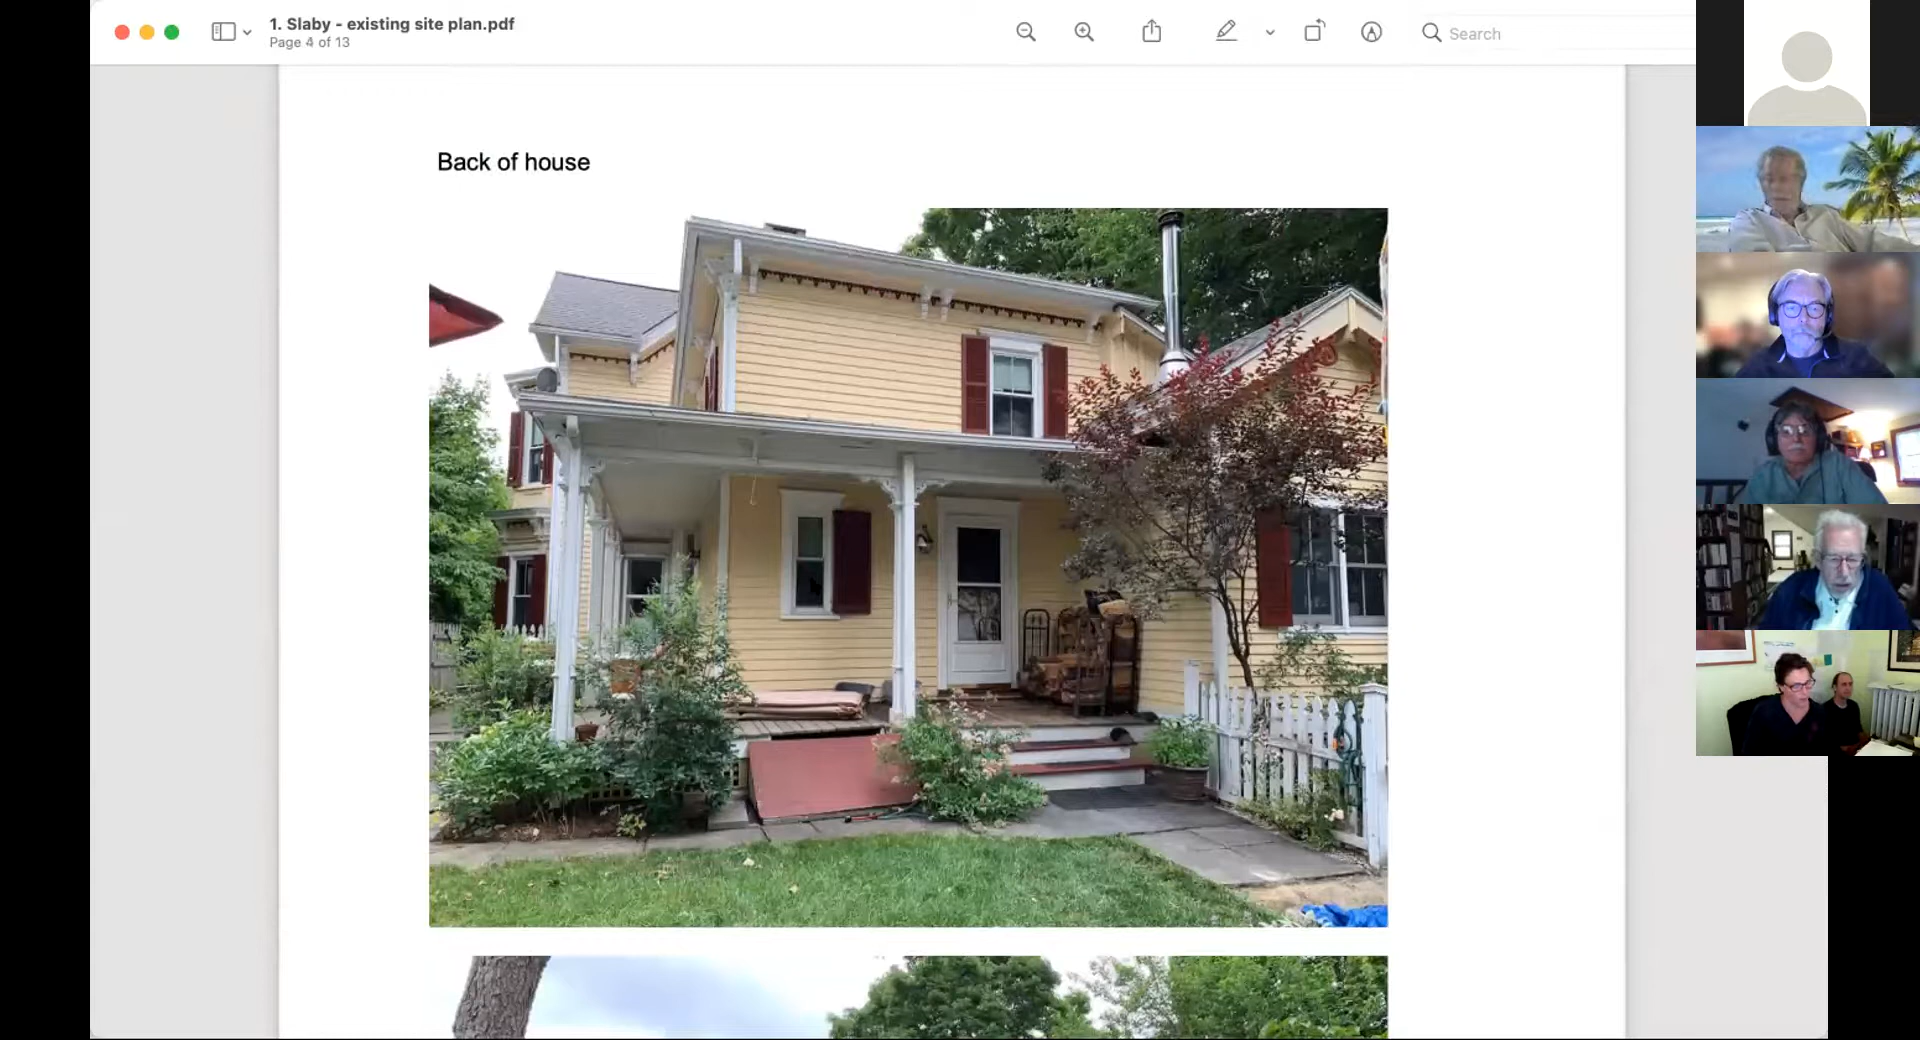 1. Slaby - existing site plan.pdf
Page 4 of 13
Search
Back of house